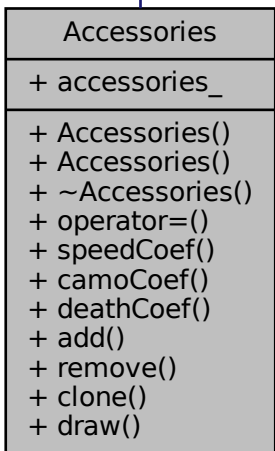 Accessories
+ accessories_
+ Accessories()
+ Accessories()
+ ~Accessories()
+ operator=()
+ speedCoef()
+ camoCoef()
+ deathCoef()
+ add()
+ remove()
+ clone()
+ draw()